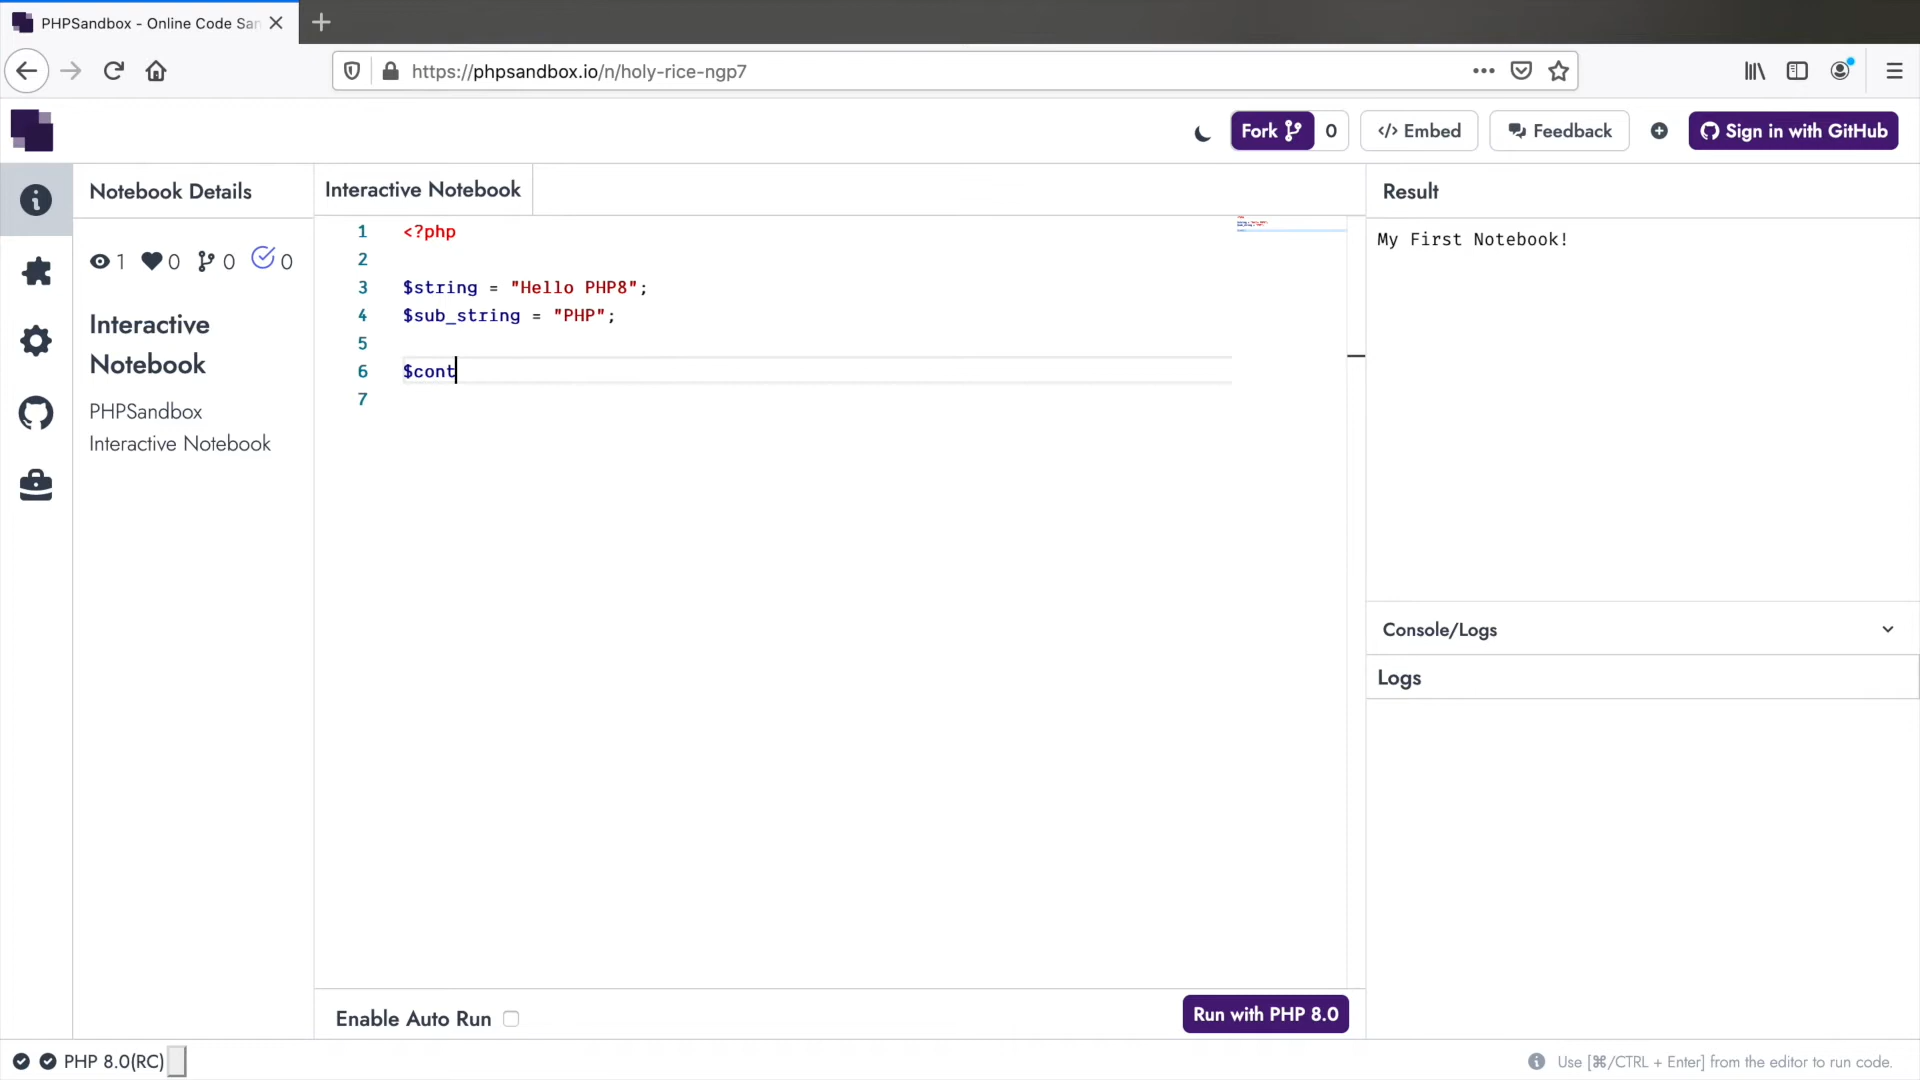 PHPSandbox - Online Code San
https://phpsandbox.io/n/holy-rice-ngp7
Fork 0
</> Embed
Feedback
Sign in with GitHub
Notebook Details
1 0 0 0
Interactive
Notebook
PHPSandbox
Interactive Notebook
Interactive Notebook
1 <?php
2
3 $string = "Hello PHP8";
4 $sub_string = "PHP";
5
6 $cont
7
Enable Auto Run
Run with PHP 8.0
Result
My First Notebook!
Console/Logs
Logs
PHP 8.0(RC)
Use [⌘/CTRL + Enter] from the editor to run code.